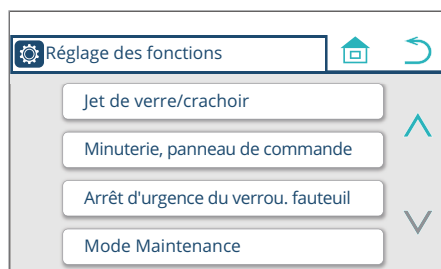 Réglage des fonctions
Jet de verre/crachoir
Minuterie, panneau de commande
Arrêt d'urgence du verrou. fauteuil
Mode Maintenance